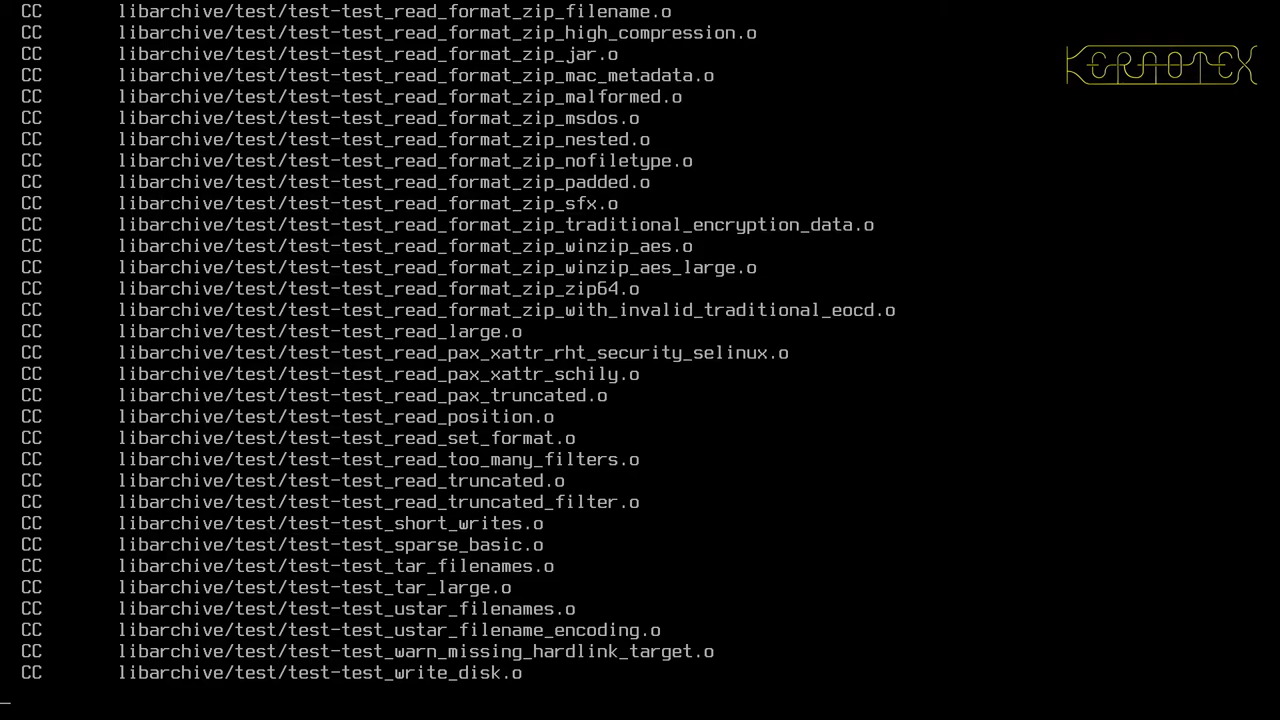 CC libarchive/test/test-test_read_format_zip_filename.o
KERNOTEX
CC libarchive/test/test-test_read_format_zip_high_compression.o
CC libarchive/test/test-test_read_format_zip_jar.o
CC libarchive/test/test-test_read_format_zip_mac_metadata.o
CC libarchive/test/test-test_read_format_zip_malformed.o
CC libarchive/test/test-test_read_format_zip_msdos.o
CC libarchive/test/test-test_read_format_zip_nested.o
CC libarchive/test/test-test_read_format_zip_nofiletype.o
CC libarchive/test/test-test_read_format_zip_padded.o
CC libarchive/test/test-test_read_format_zip_sfx.o
CC libarchive/test/test-test_read_format_zip_traditional_encryption_data.o
CC libarchive/test/test-test_read_format_zip_winzip_aes.o
CC libarchive/test/test-test_read_format_zip_winzip_aes_large.o
CC libarchive/test/test-test_read_format_zip_zip64.o
CC libarchive/test/test-test_read_format_zip_with_invalid_traditional_eocd.o
CC libarchive/test/test-test_read_large.o
CC libarchive/test/test-test_read_pax_xattr_rht_security_selinux.o
CC libarchive/test/test-test_read_pax_xattr_schily.o
CC libarchive/test/test-test_read_pax_truncated.o
CC libarchive/test/test-test_read_position.o
CC libarchive/test/test-test_read_set_format.o
CC libarchive/test/test-test_read_too_many_filters.o
CC libarchive/test/test-test_read_truncated.o
CC libarchive/test/test-test_read_truncated_filter.o
CC libarchive/test/test-test_short_writes.o
CC libarchive/test/test-test_sparse_basic.o
CC libarchive/test/test-test_tar_filenames.o
CC libarchive/test/test-test_tar_large.o
CC libarchive/test/test-test_ustar_filenames.o
CC libarchive/test/test-test_ustar_filename_encoding.o
CC libarchive/test/test-test_warn_missing_hardlink_target.o
CC libarchive/test/test-test_write_disk.o